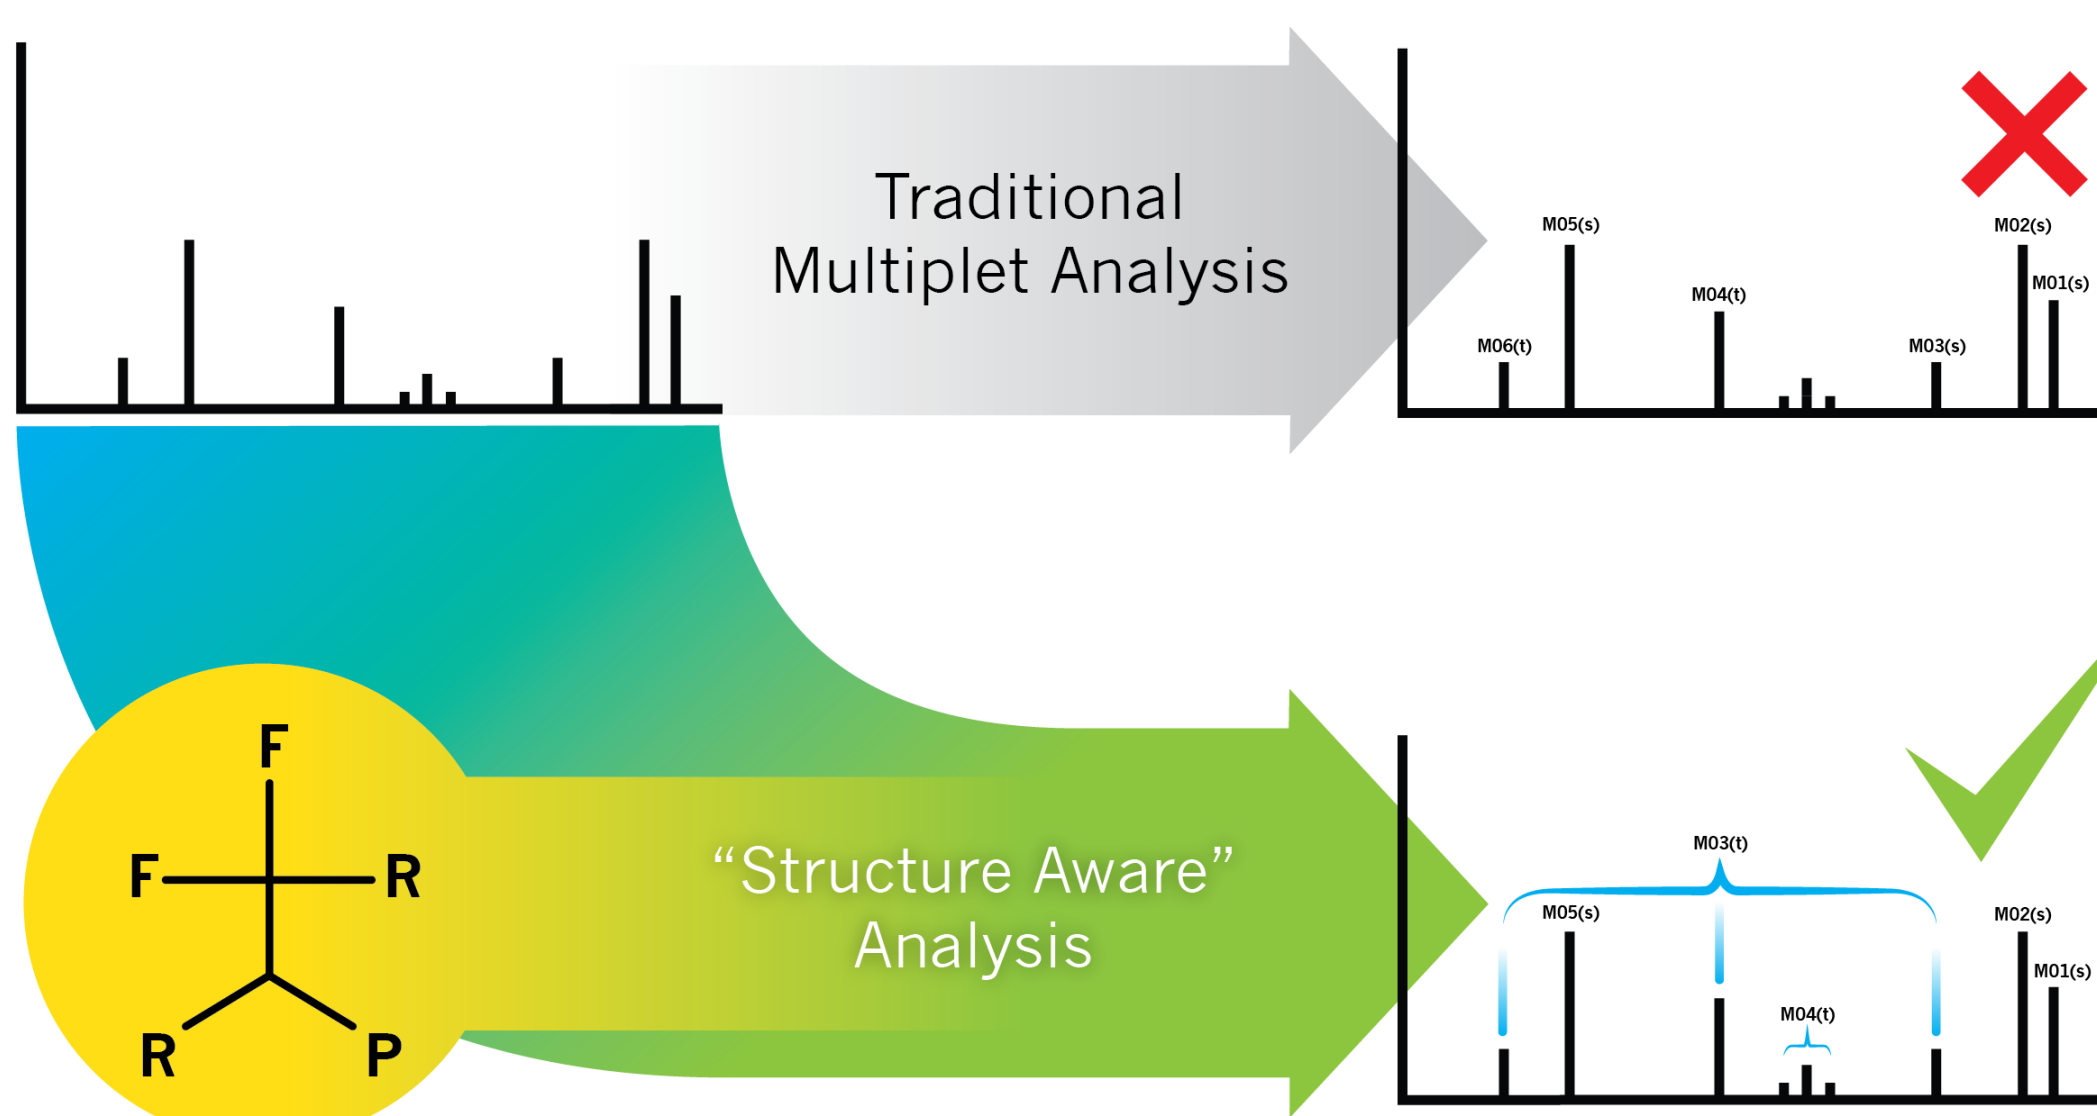 Traditional
Multiplet Analysis
M06(t)
M05(s)
M04(t)
M03(s)
M02(s)
M01(s)
F
F
R
R
P
“Structure Aware”
Analysis
M03(t)
M05(s)
M04(t)
M02(s)
M01(s)